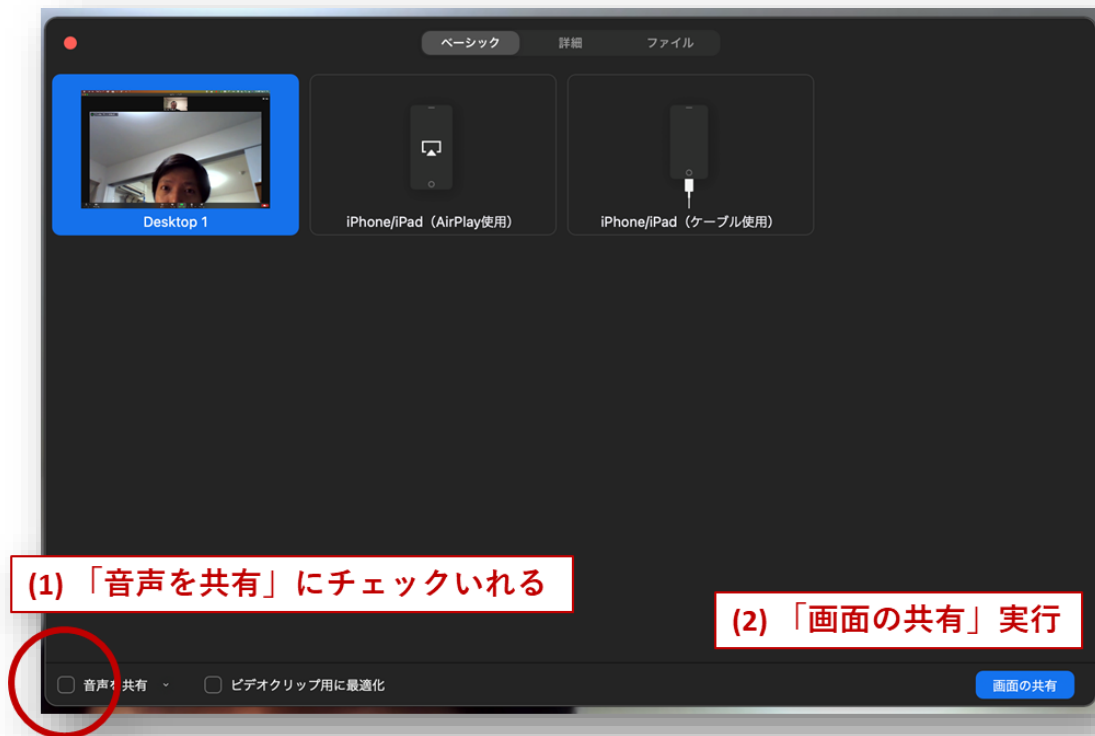 ベーシック
詳細
ファイル
Desktop 1
iPhone/iPad（AirPlay使用）
iPhone/iPad（ケーブル使用）
(1) 「音声を共有」にチェックいれる
(2) 「画面の共有」実行
音声を共有
ビデオクリップ用に最適化
画面の共有